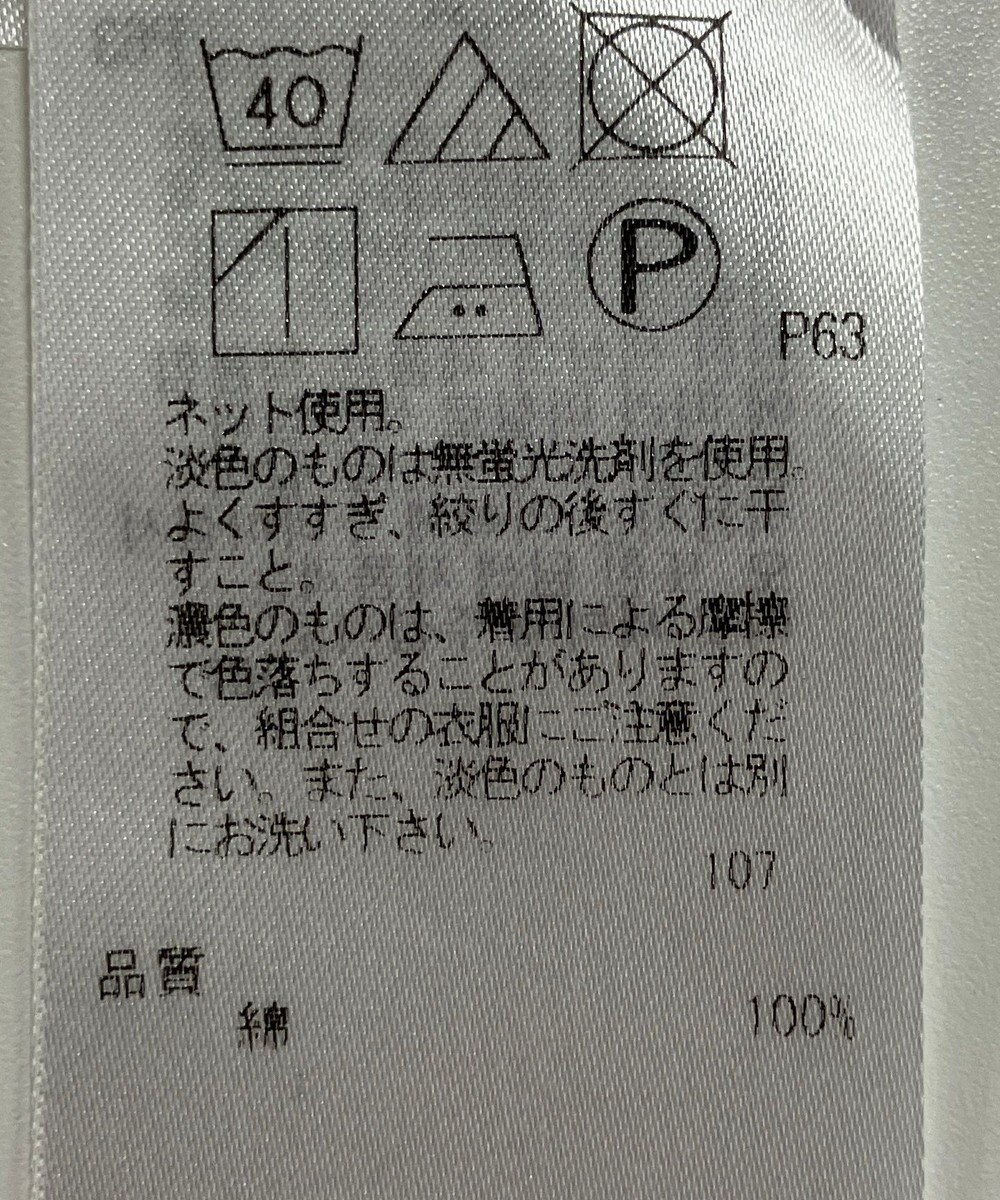 40
P
P63
ネット使用。
淡色のものは無蛍光洗剤を使用。
よくすすぎ、絞りの後すぐに干
すこと。
濃色のものは、着用による摩擦
で色落ちすることがありますの
で、組合せの衣服にご注意くだ
さい。また、淡色のものとは別
にお洗い下さい。
107
品質
綿 100%